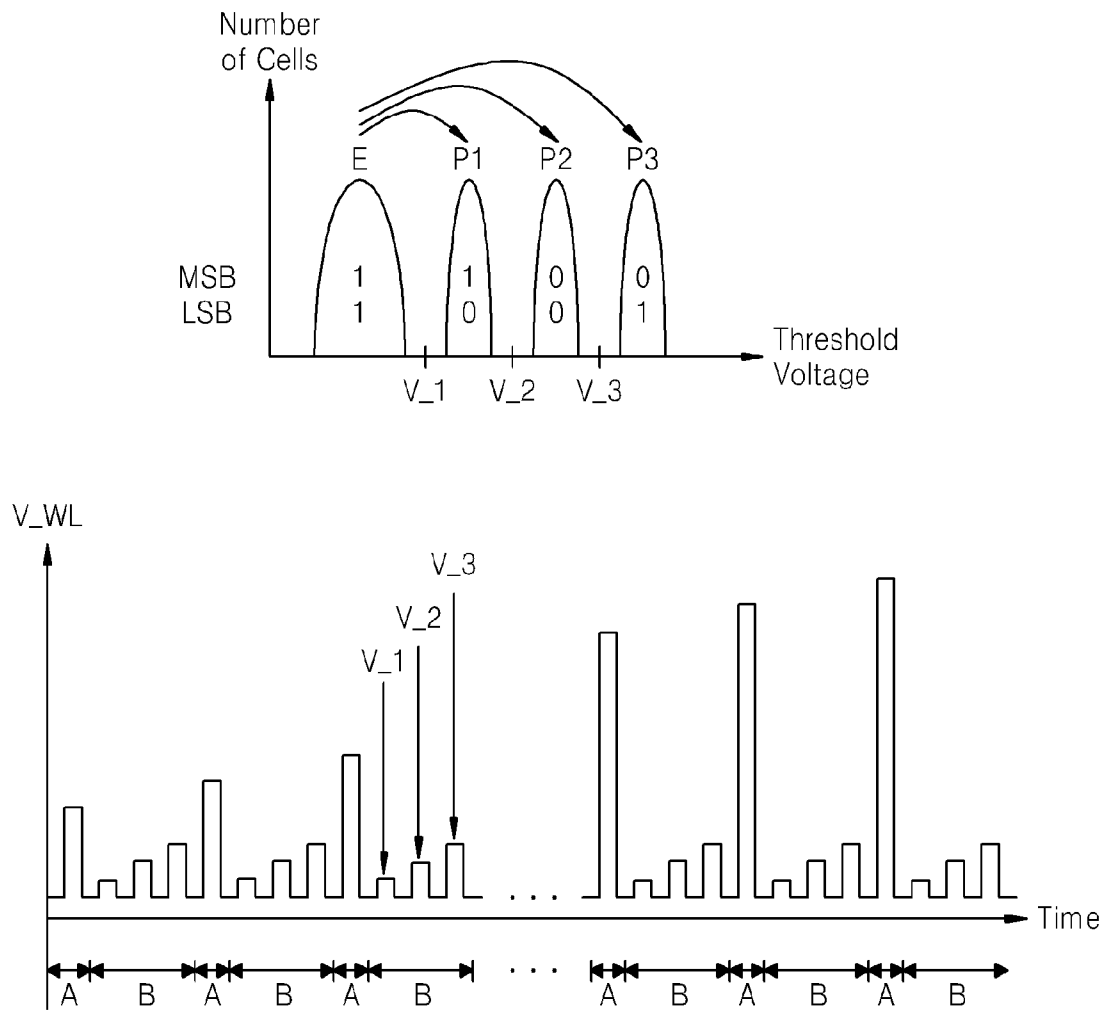 Number
of Cells
E P1 P2 P3
MSB 1 1 0 0
LSB 1 0 0 1
Threshold
Voltage
V_1 V_2 V_3
V_WL
V_3
V_2
V_1
. . .
Time
. . .
A B A B A B A B A B A B